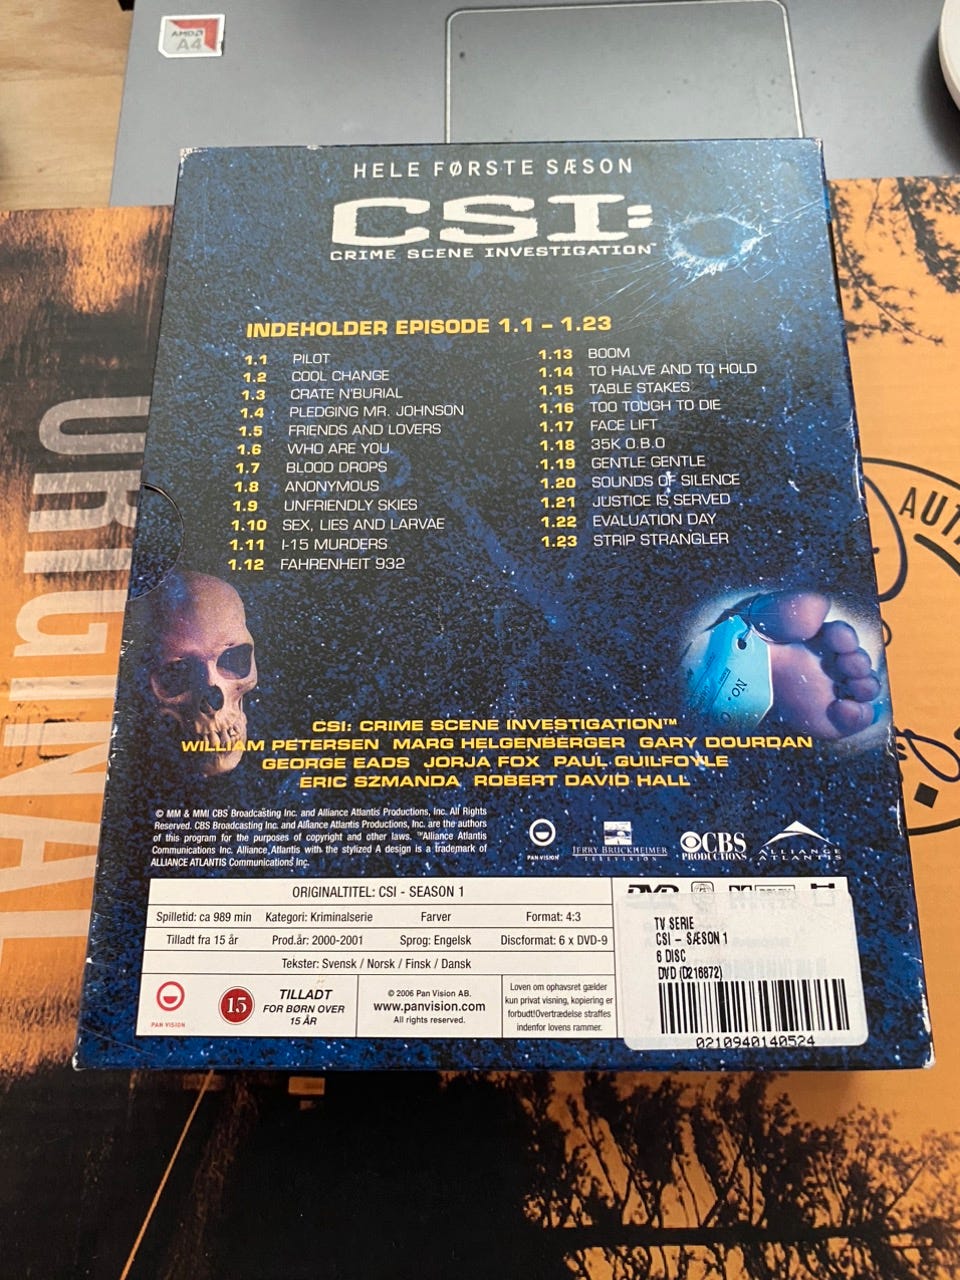 AMD
A4
HELE FØRSTE SÆSON
CSI:
CRIME SCENE INVESTIGATION™
INDEHOLDER EPISODE 1.1 - 1.23
1.1 PILOT
1.2 COOL CHANGE
1.3 CRATE N'BURIAL
1.4 PLEDGING MR. JOHNSON
1.5 FRIENDS AND LOVERS
1.6 WHO ARE YOU
1.7 BLOOD DROPS
1.8 ANONYMOUS
1.9 UNFRIENDLY SKIES
1.10 SEX, LIES AND LARVAE
1.11 I-15 MURDERS
1.12 FAHRENHEIT 932
1.13 BOOM
1.14 TO HALVE AND TO HOLD
1.15 TABLE STAKES
1.16 TOO TOUGH TO DIE
1.17 FACE LIFT
1.18 35K O.B.O
1.19 GENTLE GENTLE
1.20 SOUNDS OF SILENCE
1.21 JUSTICE IS SERVED
1.22 EVALUATION DAY
1.23 STRIP STRANGLER
ORIGINAL
AUT
No.
CSI: CRIME SCENE INVESTIGATION™
WILLIAM PETERSEN MARG HELGENBERGER GARY DOURDAN
GEORGE EADS JORJA FOX PAUL GUILFOYLE
ERIC SZMANDA ROBERT DAVID HALL
© MM & MMI CBS Broadcasting Inc. and Alliance Atlantis Productions, Inc. All Rights
Reserved. CBS Broadcasting Inc. and Alliance Atlantis Productions, Inc. are the authors
of this program for the purposes of copyright and other laws. ™Alliance Atlantis
Communications Inc. Alliance Atlantis with the stylized A design is a trademark of
ALLIANCE ATLANTIS Communications Inc.
PAN VISION
JERRY BRUCKHEIMER
TELEVISION
CBS
PRODUCTIONS
ALLIANCE
ATLANTIS
ORIGINALTITEL: CSI - SEASON 1
Spilletid: ca 989 min Kategori: Kriminalserie Farver Format: 4:3
Tilladt fra 15 år Prod.år: 2000-2001 Sprog: Engelsk Discformat: 6 x DVD-9
Tekster: Svensk / Norsk / Finsk / Dansk
PAN VISION
15
TILLADT
FOR BØRN OVER
15 ÅR
© 2006 Pan Vision AB.
www.panvision.com
All rights reserved.
Loven om ophavsret gælder
kun privat visning, kopiering er
forbudt!Overtrædelse straffes
indenfor lovens rammer.
DVD
TV SERIE
CSI - SÆSON 1
6 DISC
DVD (D216872)
0210940140524